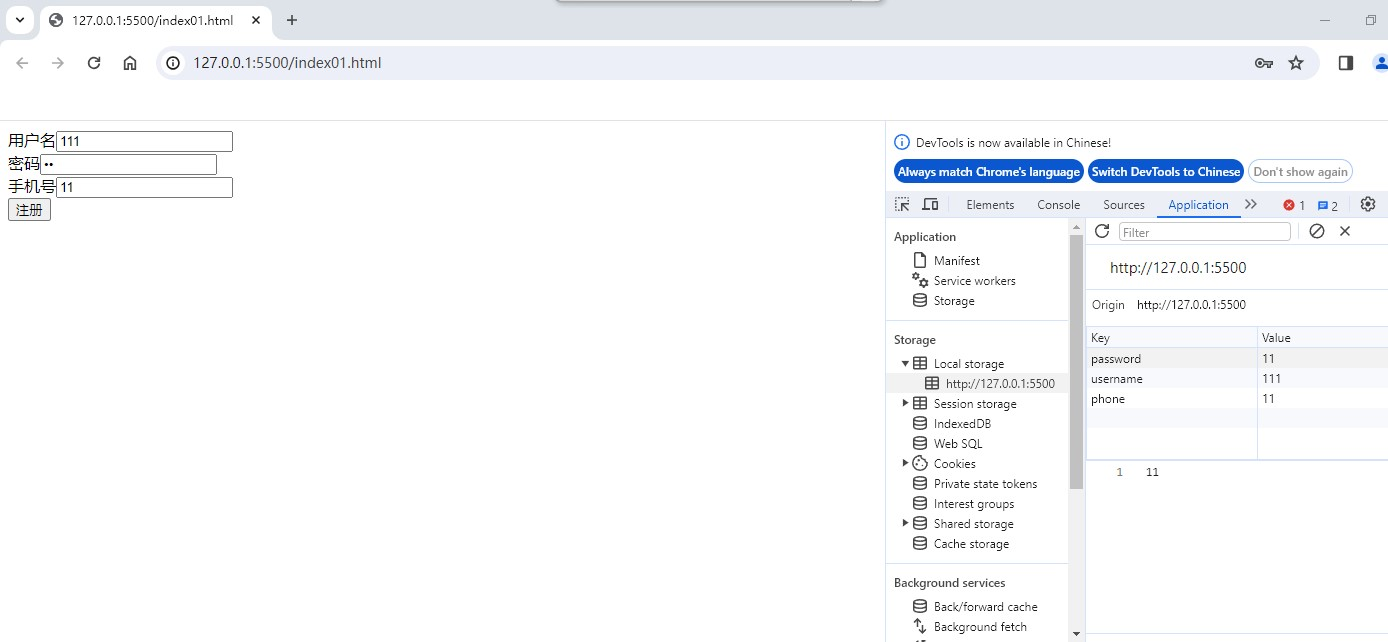 127.0.0.1:5500/index01.html
127.0.0.1:5500/index01.html
用户名 111
密码 ••
手机号 11
注册
DevTools is now available in Chinese!
Always match Chrome's language Switch DevTools to Chinese Don't show again
Elements Console Sources Application 1 2
Application
Manifest
Service workers
Storage
Storage
Local storage
http://127.0.0.1:5500
Session storage
IndexedDB
Web SQL
Cookies
Private state tokens
Interest groups
Shared storage
Cache storage
Background services
Back/forward cache
Background fetch
Filter
http://127.0.0.1:5500
Origin http://127.0.0.1:5500
Key Value
password 11
username 111
phone 11
1 11